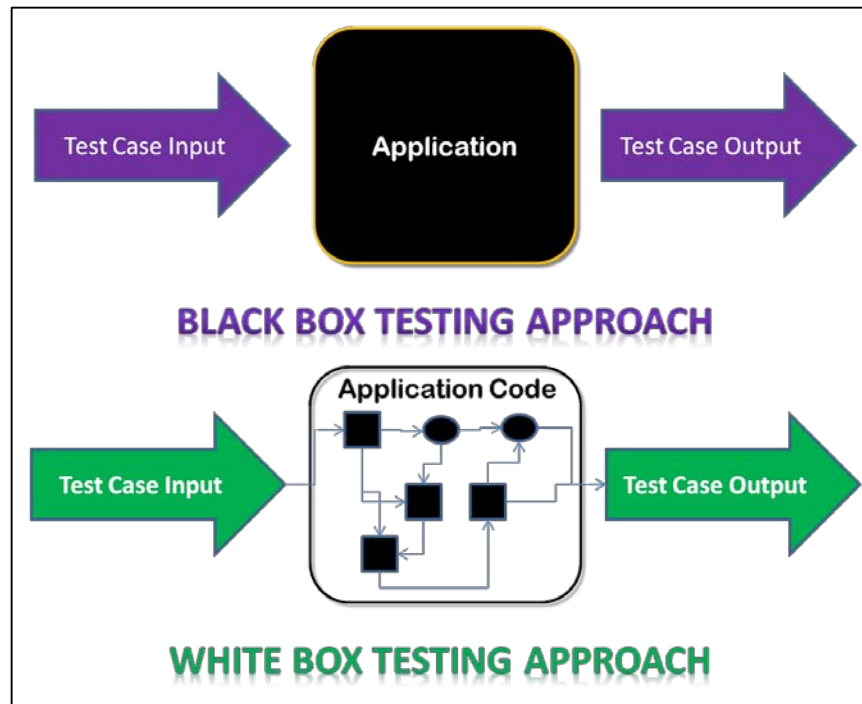 Test Case Input
Application
Test Case Output
BLACK BOX TESTING APPROACH
Application Code
Test Case Input
Test Case Output
WHITE BOX TESTING APPROACH